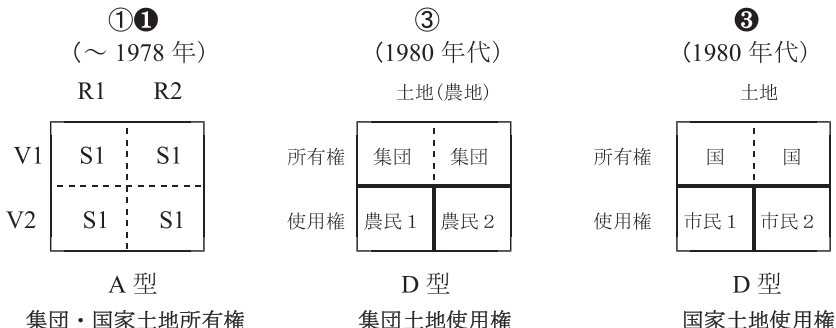 ①❶
(～ 1978 年)
R1 R2
V1 S1 S1
V2 S1 S1
A 型
集団・国家土地所有権
③
(1980 年代)
土地(農地)
所有権 集団 集団
使用権 農民1 農民2
D 型
集団土地使用権
❸
(1980 年代)
土地
所有権 国 国
使用権 市民1 市民2
D 型
国家土地使用権